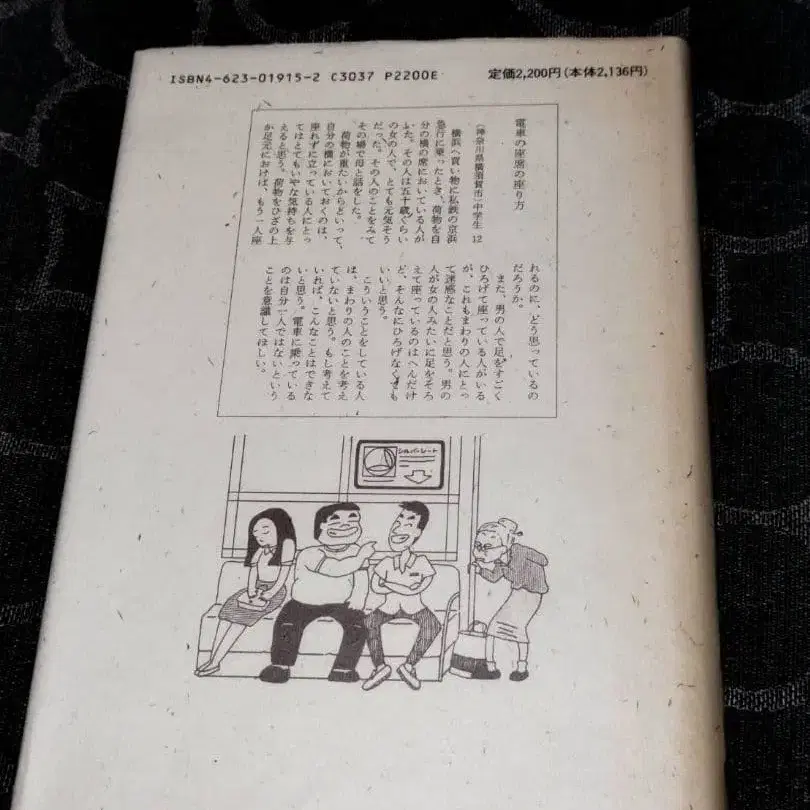 ISBN4-623-01915-2 C3037 P2200E
定価2,200円(本体2,136円)
電車の座席の座り方
(神奈川県横須賀市)中学生 12
横浜へ買い物に私鉄の京浜
急行に乗ったとき、荷物を自
分の横の席においている人が
いた。その人は五十歳ぐらい
の女の人で、とても元気そう
だった。その人のことをみて
その場で母と話をした。
荷物が重たいからといって、
自分の横においておくのは、
座れずに立っている人にとっ
てはとてもいやな気持ちを与
えると思う。荷物をひざの上
か足元におけば、もう一人座
れるのに、どう思っているの
だろうか。
また、男の人で足をすごく
ひろげて座っている人がいる
が、これもまわりの人にとっ
て迷惑なことだと思う。男の
人が女の人みたいに足をそろ
えて座っているのはへんだけ
ど、そんなにひろげなくても
いいと思う。
こういうことをしている人
は、まわりの人のことを考え
ていないと思う。もし考えて
いれば、こんなことはできな
いと思う。電車に乗っている
のは自分一人ではないという
ことを意識してほしい。
シルバーシート